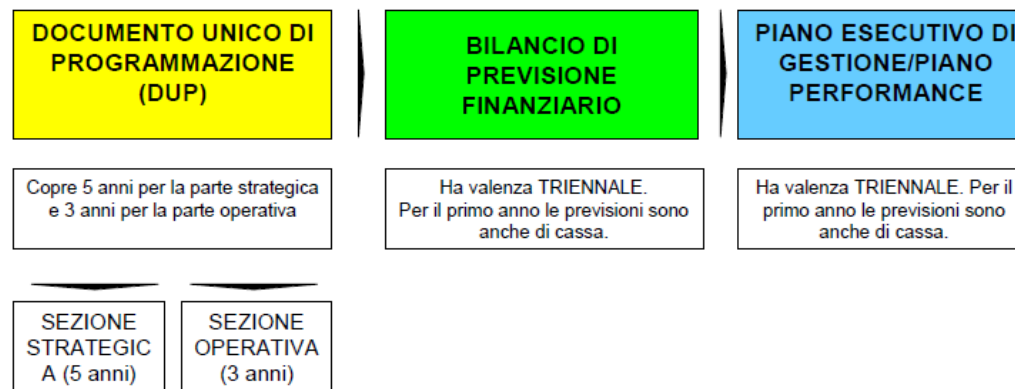 DOCUMENTO UNICO DI
PROGRAMMAZIONE
(DUP)
BILANCIO DI
PREVISIONE
FINANZIARIO
PIANO ESECUTIVO DI
GESTIONE/PIANO
PERFORMANCE
Copre 5 anni per la parte strategica
e 3 anni per la parte operativa
Ha valenza TRIENNALE.
Per il primo anno le previsioni sono
anche di cassa.
Ha valenza TRIENNALE. Per il
primo anno le previsioni sono
anche di cassa.
SEZIONE
STRATEGIC
A (5 anni)
SEZIONE
OPERATIVA
(3 anni)